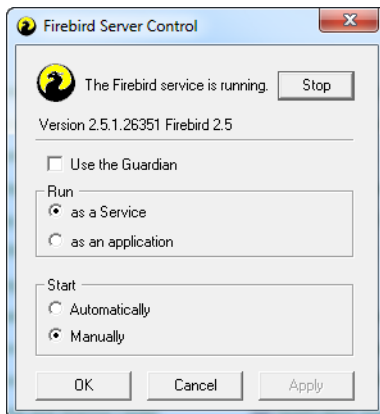 Firebird Server Control
The Firebird service is running. Stop
Version 2.5.1.26351 Firebird 2.5
Use the Guardian
Run
as a Service
as an application
Start
Automatically
Manually
OK Cancel Apply